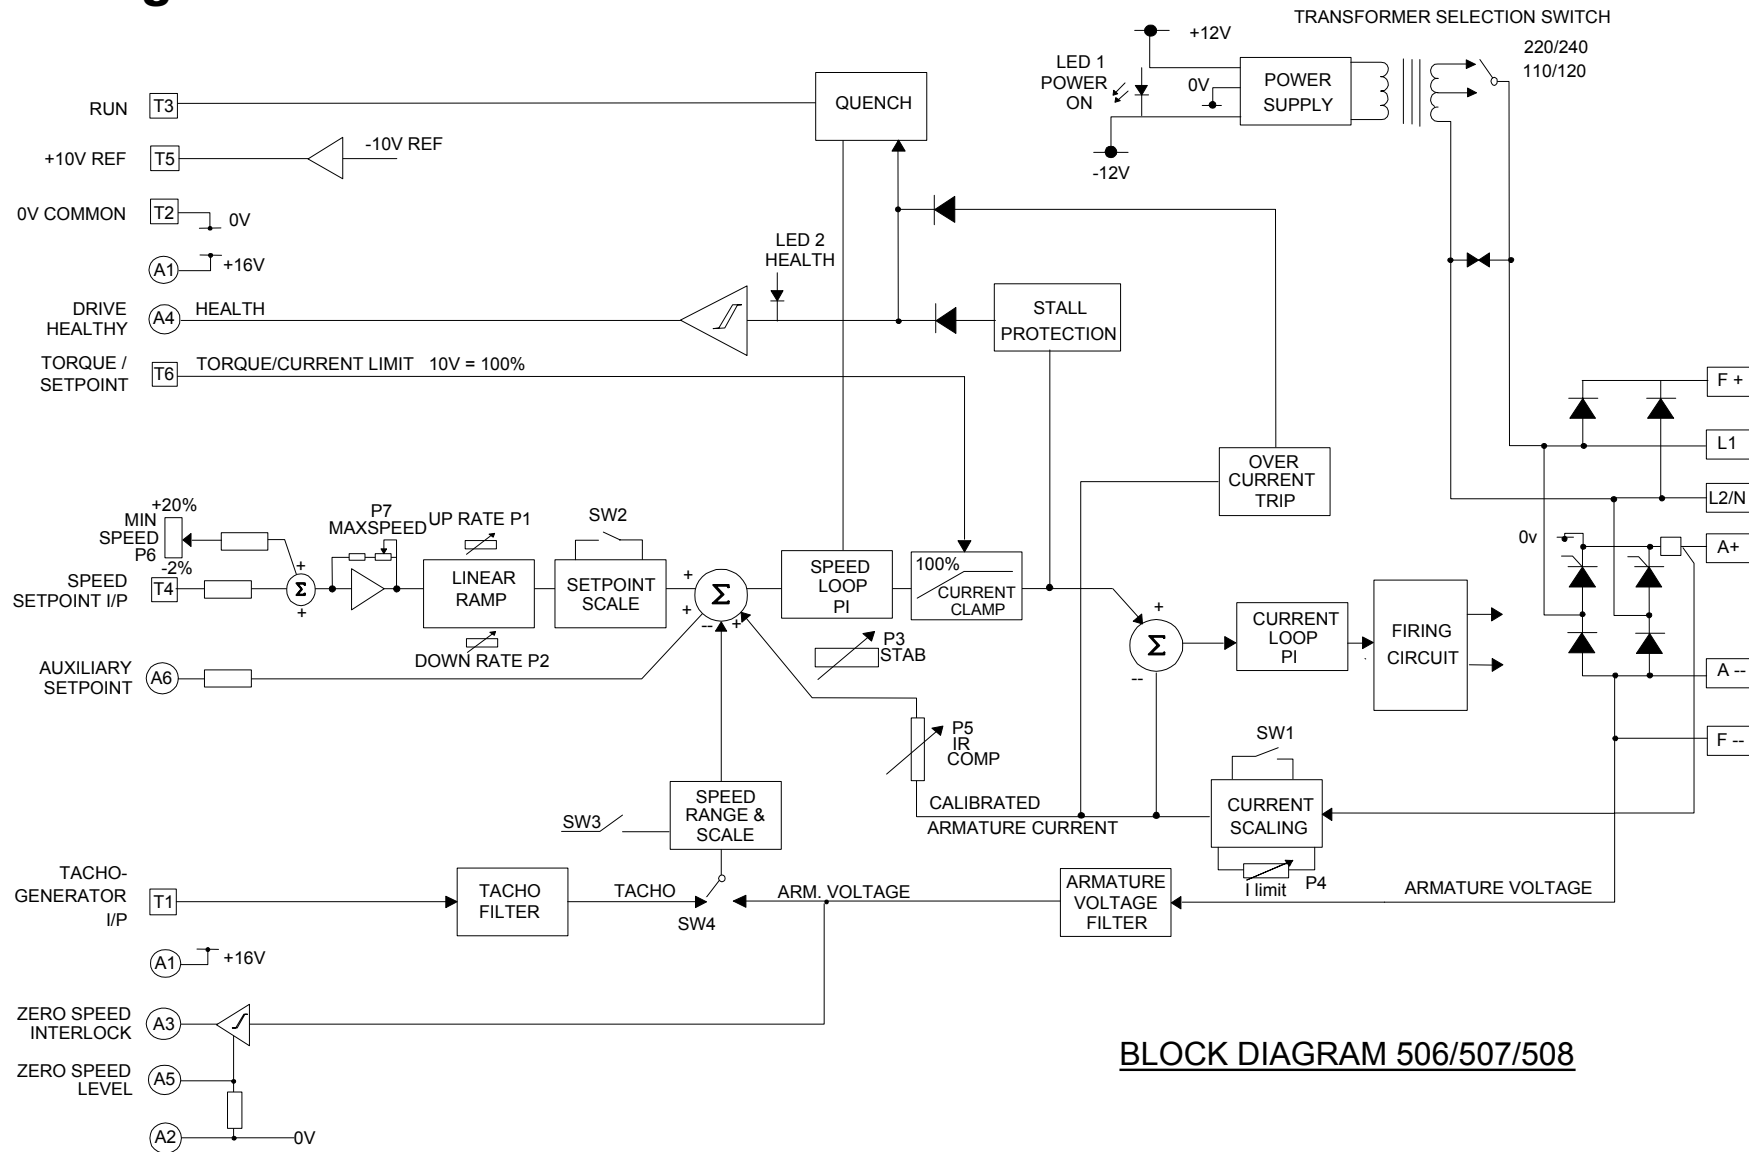 TRANSFORMER SELECTION SWITCH
220/240
110/120
+12V
LED 1
POWER
ON
0V
POWER
SUPPLY
-12V
RUN
T3
QUENCH
+10V REF
T5
-10V REF
0V COMMON
T2
0V
A1
+16V
LED 2
HEALTH
DRIVE
HEALTHY
A4
HEALTH
STALL
PROTECTION
TORQUE /
SETPOINT
T6
TORQUE/CURRENT LIMIT 10V = 100%
F +
L1
L2/N
A+
A --
F --
0v
OVER
CURRENT
TRIP
+20%
MIN
SPEED
P6
-2%
SPEED
SETPOINT I/P
T4
+
Σ
+
P7
MAXSPEED
UP RATE P1
LINEAR
RAMP
DOWN RATE P2
SW2
SETPOINT
SCALE
+
+
Σ
--
+
SPEED
LOOP
PI
P3
STAB
100%
CURRENT
CLAMP
+
Σ
--
CURRENT
LOOP
PI
FIRING
CIRCUIT
AUXILIARY
SETPOINT
A6
P5
IR
COMP
SW1
CURRENT
SCALING
I limit
P4
CALIBRATED
ARMATURE CURRENT
SW3
SPEED
RANGE &
SCALE
TACHO-
GENERATOR
I/P
T1
TACHO
FILTER
TACHO
SW4
ARM. VOLTAGE
ARMATURE
VOLTAGE
FILTER
ARMATURE VOLTAGE
A1
+16V
ZERO SPEED
INTERLOCK
A3
ZERO SPEED
LEVEL
A5
A2
0V
BLOCK DIAGRAM 506/507/508